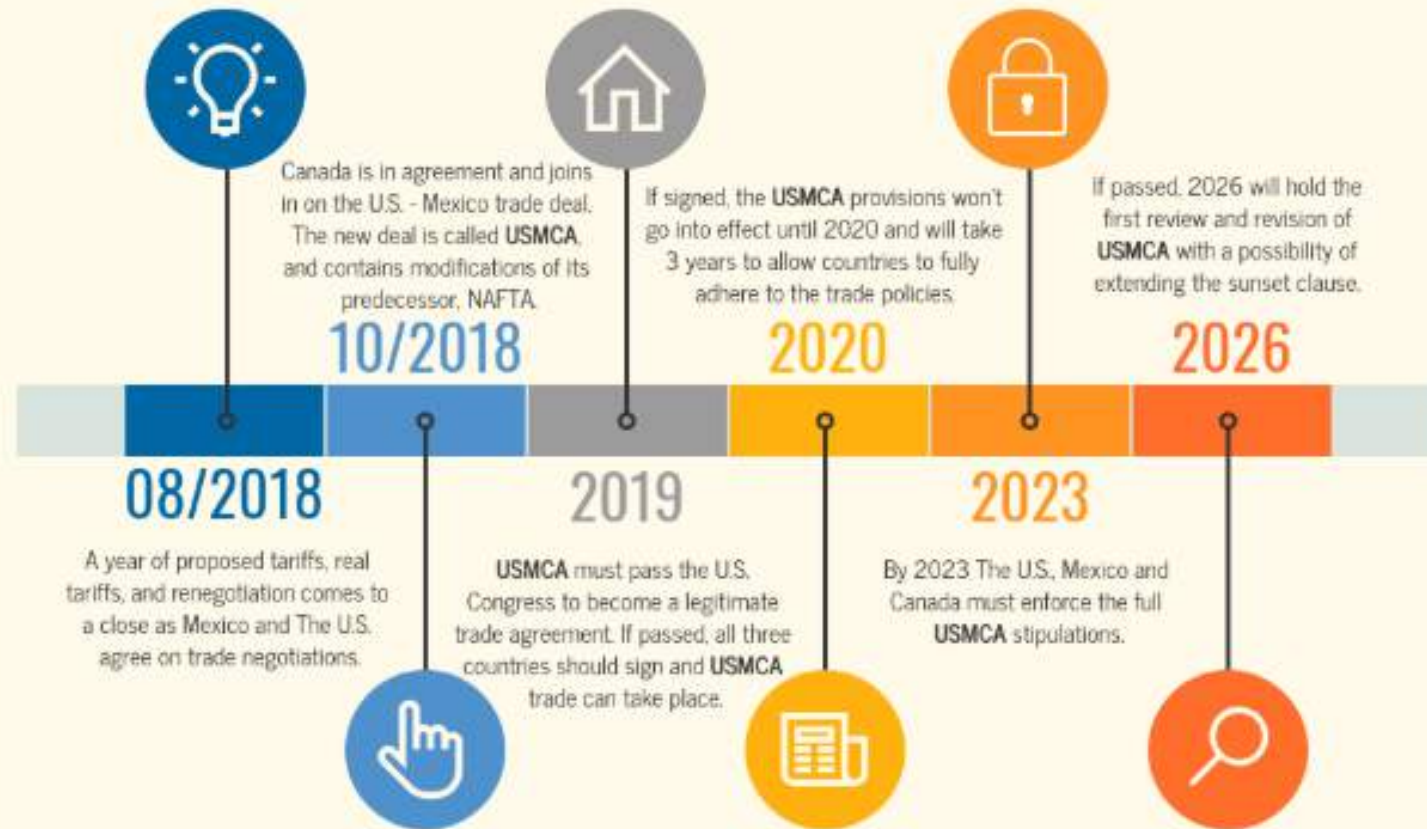 08/2018
A year of proposed tariffs, real
tariffs, and renegotiation comes to
a close as Mexico and The U.S.
agree on trade negotiations.
Canada is in agreement and joins
in on the U.S. - Mexico trade deal.
The new deal is called USMCA,
and contains modifications of its
predecessor, NAFTA.
10/2018
2019
USMCA must pass the U.S.
Congress to become a legitimate
trade agreement. If passed, all three
countries should sign and USMCA
trade can take place.
If signed, the USMCA provisions won't
go into effect until 2020 and will take
3 years to allow countries to fully
adhere to the trade policies.
2020
2023
By 2023 The U.S., Mexico and
Canada must enforce the full
USMCA stipulations.
If passed, 2026 will hold the
first review and revision of
USMCA with a possibility of
extending the sunset clause.
2026